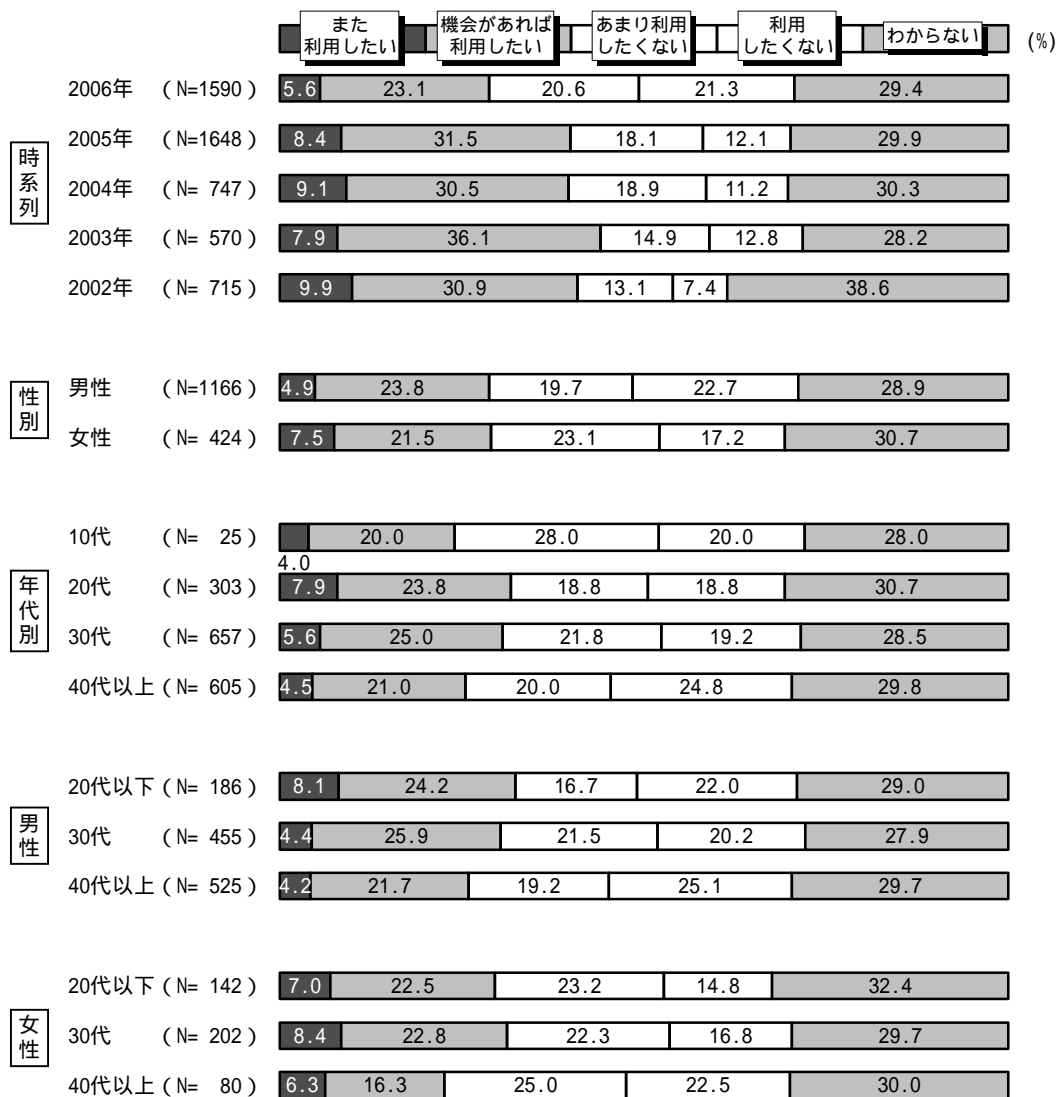 また
利用したい
機会があれば
利用したい
あまり利用
したくない
利用
したくない
わからない
(%)
時系列
2006年 (N=1590) 5.6 23.1 20.6 21.3 29.4
2005年 (N=1648) 8.4 31.5 18.1 12.1 29.9
2004年 (N= 747) 9.1 30.5 18.9 11.2 30.3
2003年 (N= 570) 7.9 36.1 14.9 12.8 28.2
2002年 (N= 715) 9.9 30.9 13.1 7.4 38.6
性別
男性 (N=1166) 4.9 23.8 19.7 22.7 28.9
女性 (N= 424) 7.5 21.5 23.1 17.2 30.7
年代別
10代 (N= 25) 20.0 28.0 20.0 28.0
4.0
20代 (N= 303) 7.9 23.8 18.8 18.8 30.7
30代 (N= 657) 5.6 25.0 21.8 19.2 28.5
40代以上 (N= 605) 4.5 21.0 20.0 24.8 29.8
男性
20代以下 (N= 186) 8.1 24.2 16.7 22.0 29.0
30代 (N= 455) 4.4 25.9 21.5 20.2 27.9
40代以上 (N= 525) 4.2 21.7 19.2 25.1 29.7
女性
20代以下 (N= 142) 7.0 22.5 23.2 14.8 32.4
30代 (N= 202) 8.4 22.8 22.3 16.8 29.7
40代以上 (N= 80) 6.3 16.3 25.0 22.5 30.0